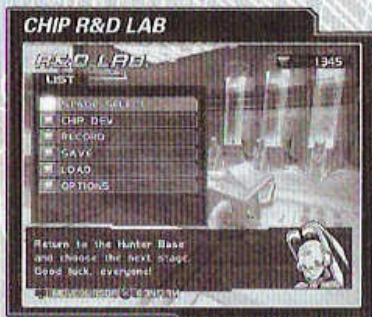 CHIP R&D LAB
R&D LAB.
1345
LIST
STAGE SELECT
CHIP DEV
RECORD
SAVE
LOAD
OPTIONS
Return to the Hunter Base
and choose the next stage.
Good luck, everyone!